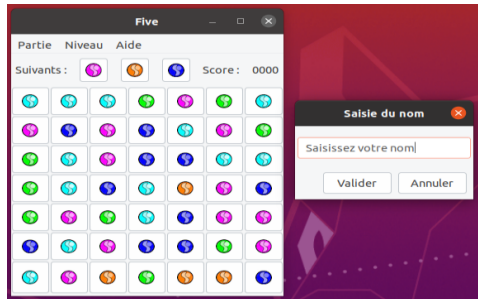 Five
Partie Niveau Aide
Suivants : Score : 0000
Saisie du nom
Saisissez votre nom
Valider Annuler